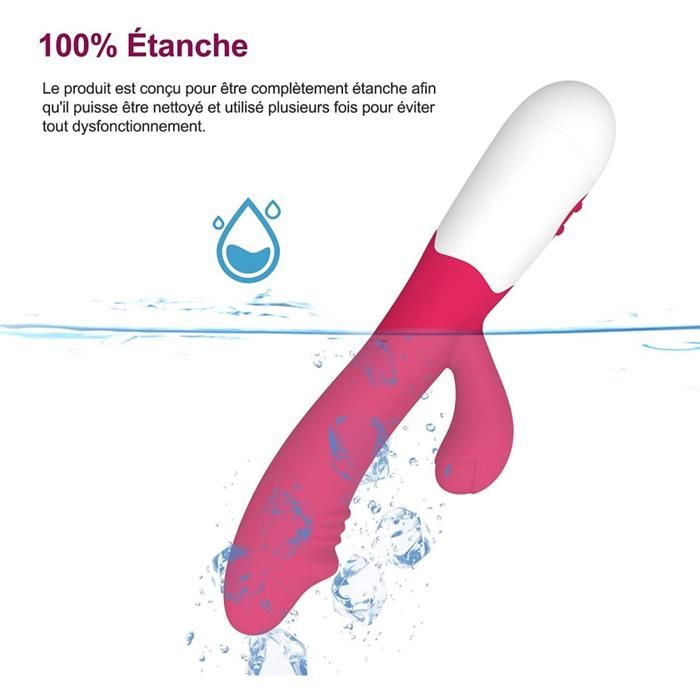 100% Étanche
Le produit est conçu pour être complètement étanche afin
qu'il puisse être nettoyé et utilisé plusieurs fois pour éviter
tout dysfonctionnement.